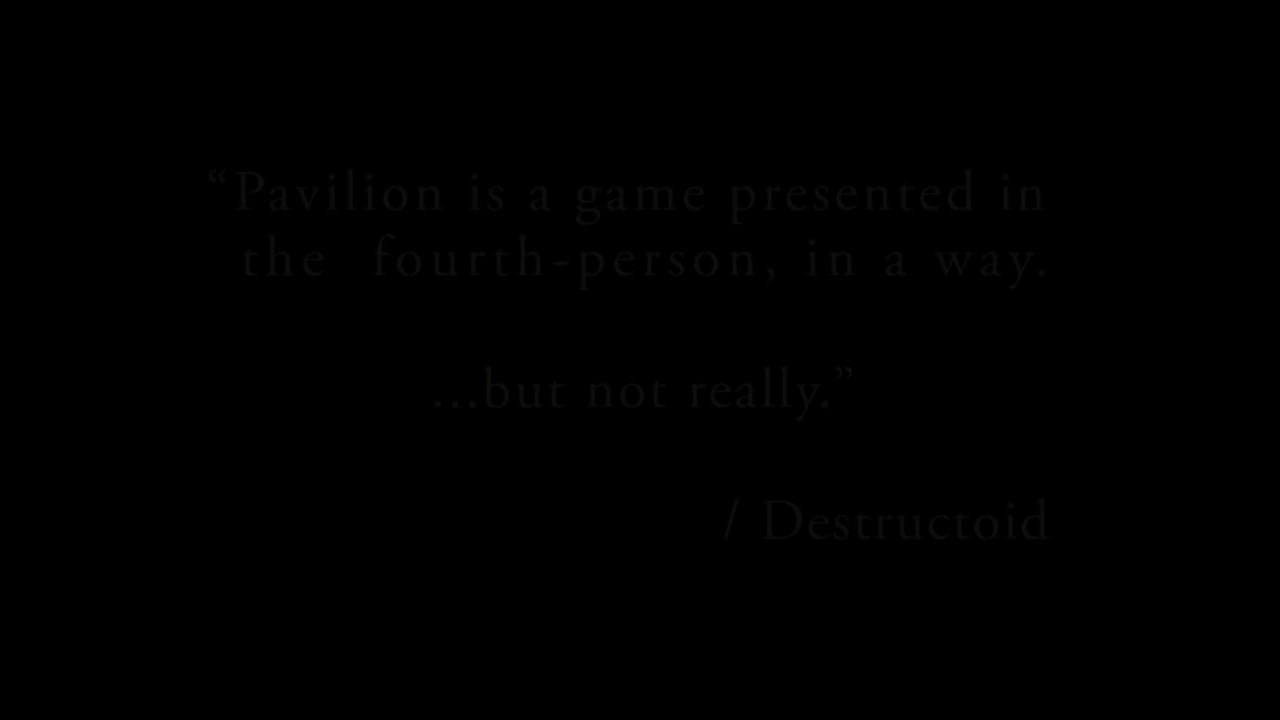 “Pavilion is a game presented in
the fourth-person, in a way.
...but not really.”
/ Destructoid